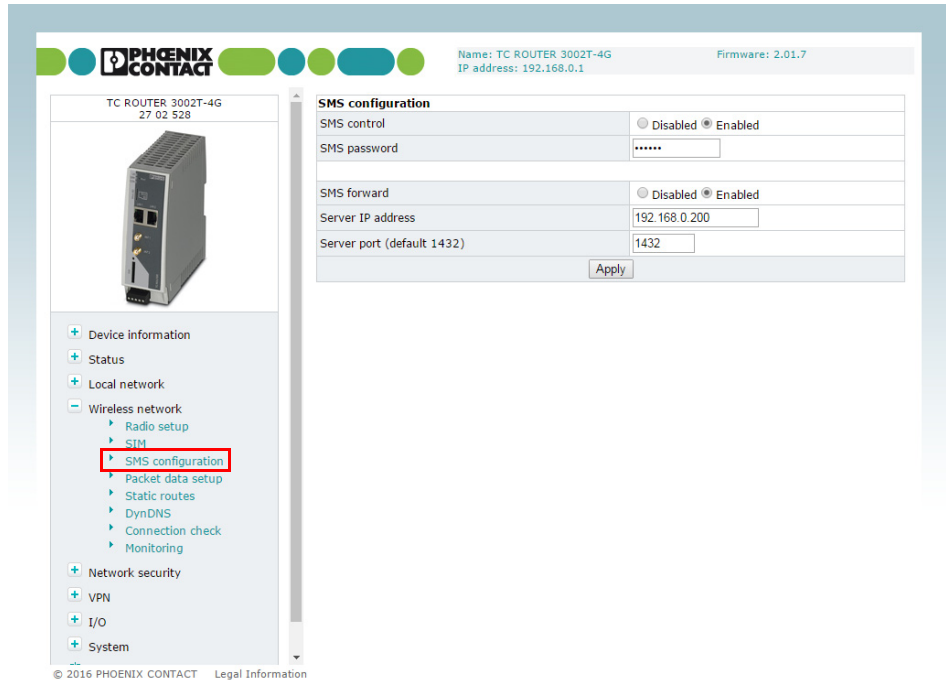 PHŒNIX
CONTACT
Name: TC ROUTER 3002T-4G
Firmware: 2.01.7
IP address: 192.168.0.1
TC ROUTER 3002T-4G
27 02 528
Device information
Status
Local network
Wireless network
Radio setup
SIM
SMS configuration
Packet data setup
Static routes
DynDNS
Connection check
Monitoring
Network security
VPN
I/O
System
SMS configuration
SMS control Disabled Enabled
SMS password ••••••
SMS forward Disabled Enabled
Server IP address 192.168.0.200
Server port (default 1432) 1432
Apply
© 2016 PHOENIX CONTACT Legal Information